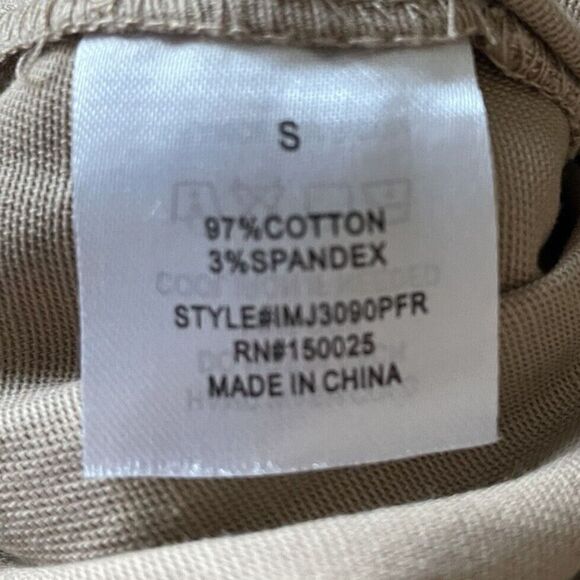 S
97%COTTON
3%SPANDEX
STYLE#IMJ3090PFR
RN#150025
MADE IN CHINA